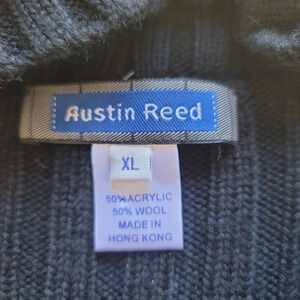 Austin Reed
XL
50% ACRYLIC
50% WOOL
MADE IN
HONG KONG